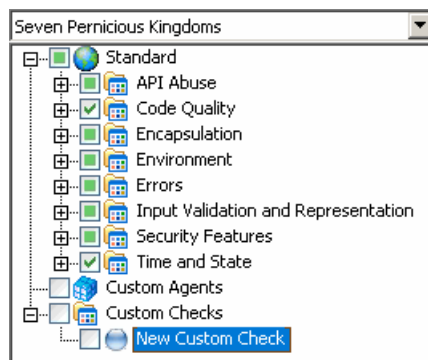 Seven Pernicious Kingdoms
Standard
API Abuse
Code Quality
Encapsulation
Environment
Errors
Input Validation and Representation
Security Features
Time and State
Custom Agents
Custom Checks
New Custom Check